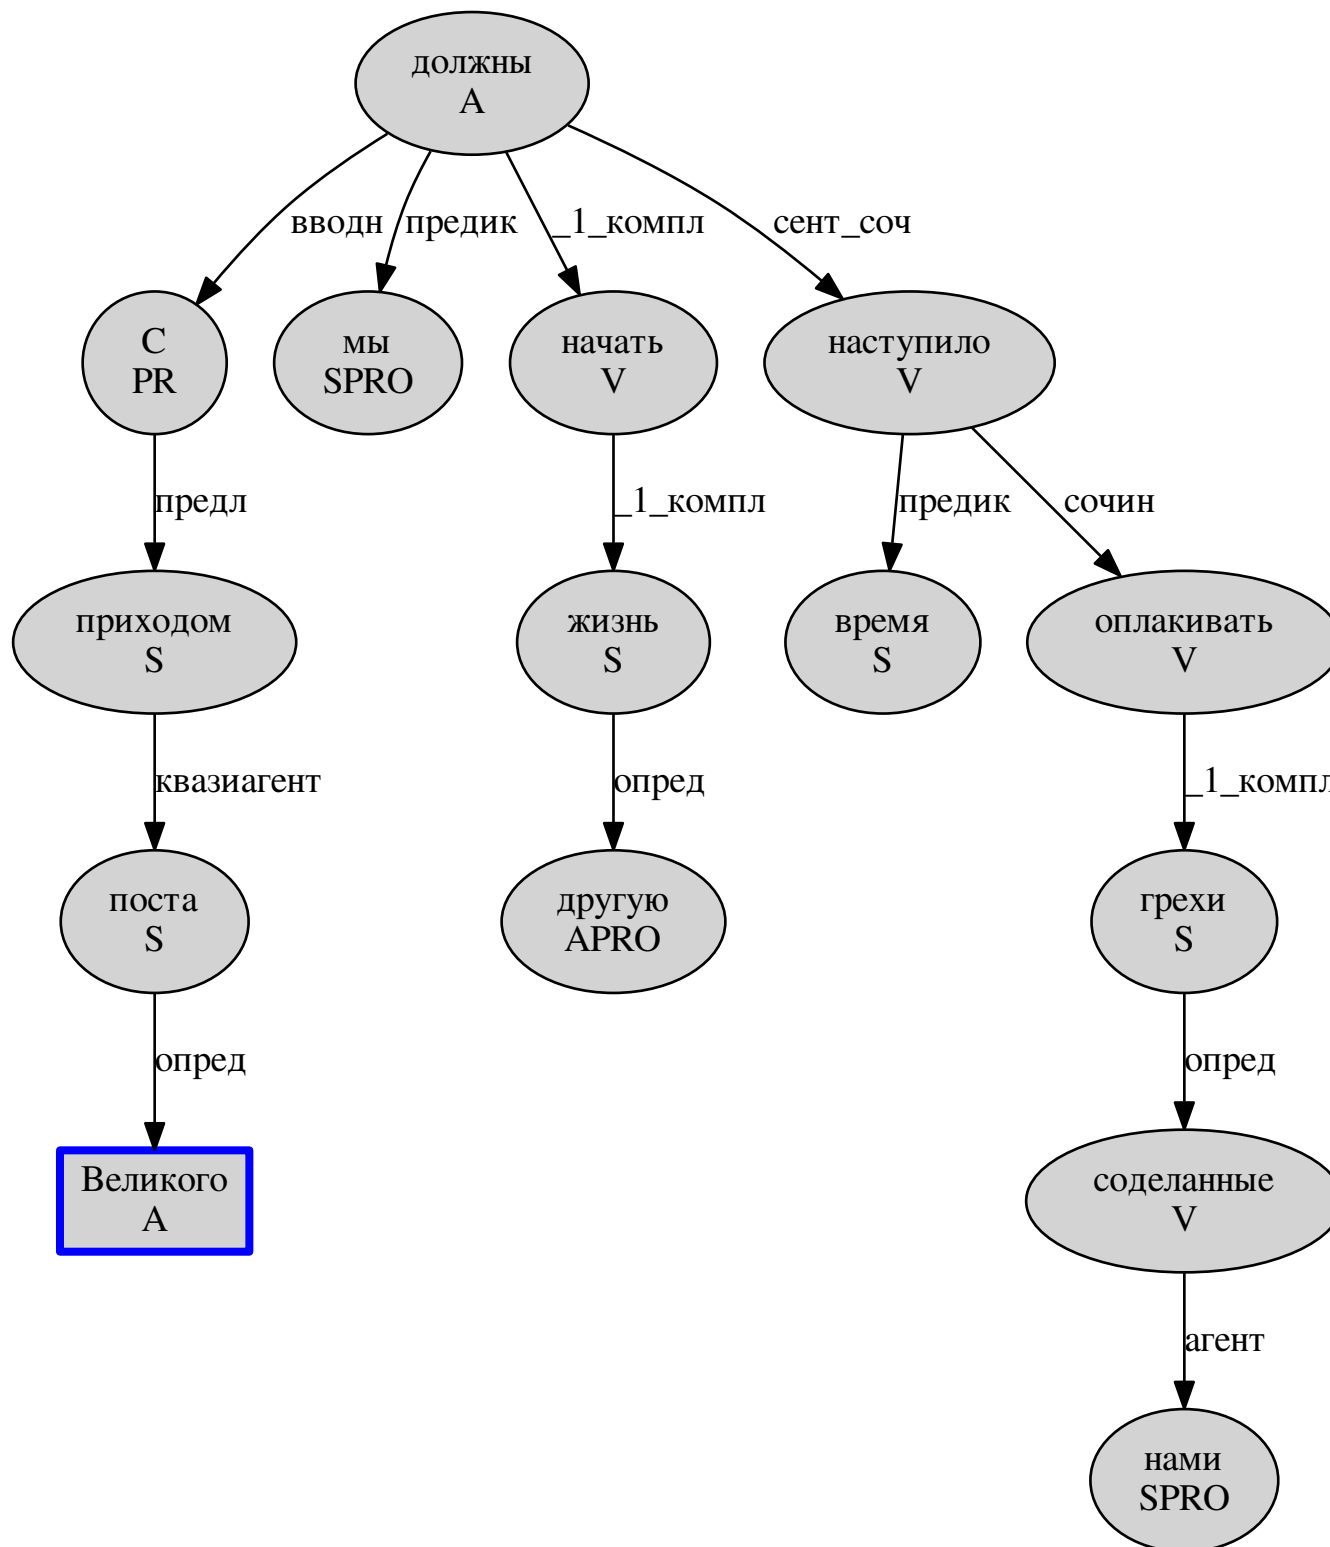 должны
A
вводн
предик
_1_компл
сент_соч
С
PR
мы
SPRO
начать
V
наступило
V
предл
_1_компл
предик
сочин
приходом
S
жизнь
S
время
S
оплакивать
V
квазиагент
опред
_1_компл
поста
S
другую
APRO
грехи
S
опред
опред
Великого
A
соделанные
V
агент
нами
SPRO